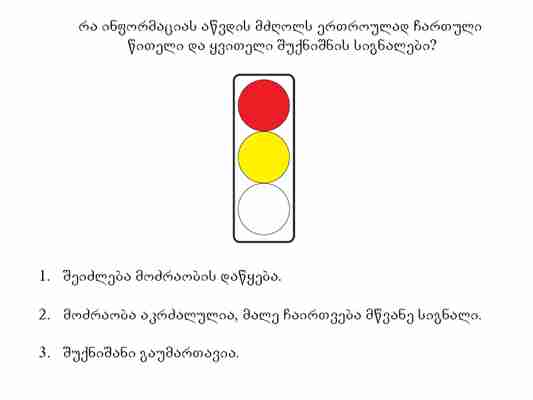 რა ინფორმაციას აწვდის მძღოლს ერთროულად ჩართული
წითელი და ყვითელი შუქნიშნის სიგნალები?
1. შეიძლება მოძრაობის დაწყება.
2. მოძრაობა აკრძალულია, მალე ჩაირთვება მწვანე სიგნალი.
3. შუქნიშანი გაუმართავია.